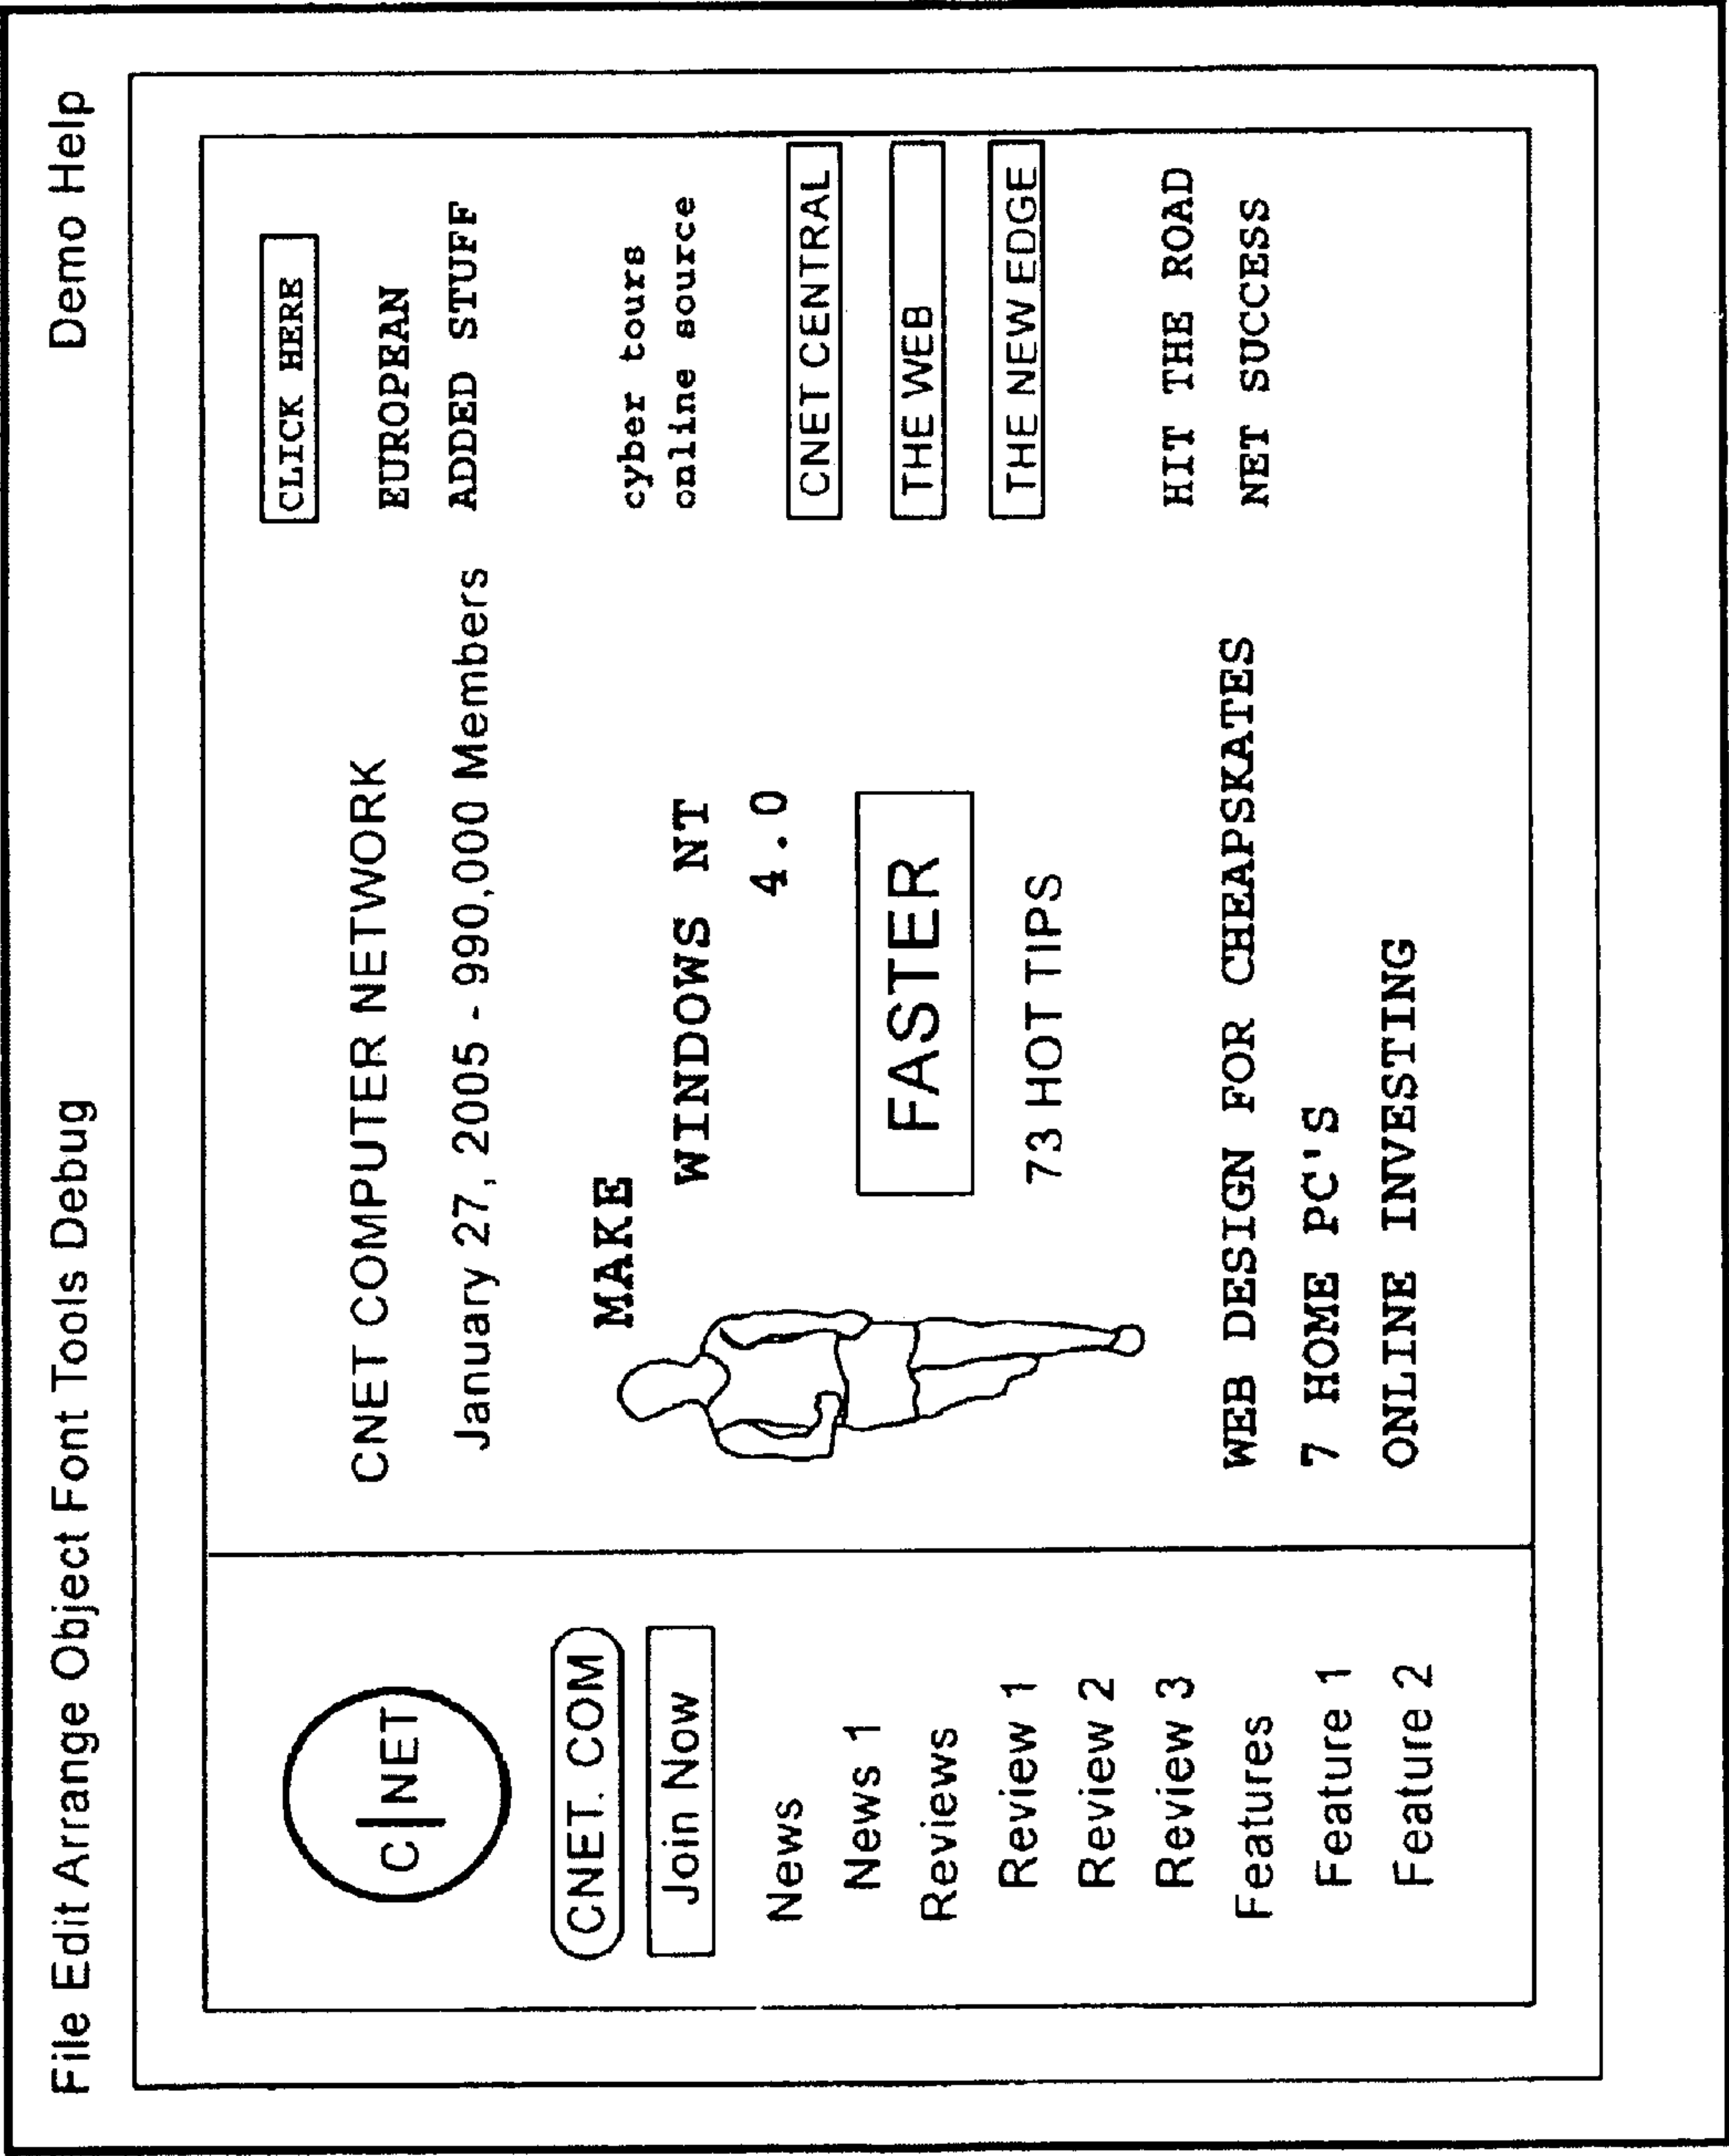 File Edit Arrange Object Font Tools Debug
Demo Help
C|NET
CNET. COM
Join Now
News
News 1
Reviews
Review 1
Review 2
Review 3
Features
Feature 1
Feature 2
CNET COMPUTER NETWORK
January 27, 2005 - 990,000 Members
MAKE
WINDOWS NT
4.0
FASTER
73 HOT TIPS
WEB DESIGN FOR CHEAPSKATES
7 HOME PC'S
ONLINE INVESTING
CLICK HERE
EUROPEAN
ADDED STUFF
cyber tours
online source
CNET CENTRAL
THE WEB
THE NEW EDGE
HIT THE ROAD
NET SUCCESS